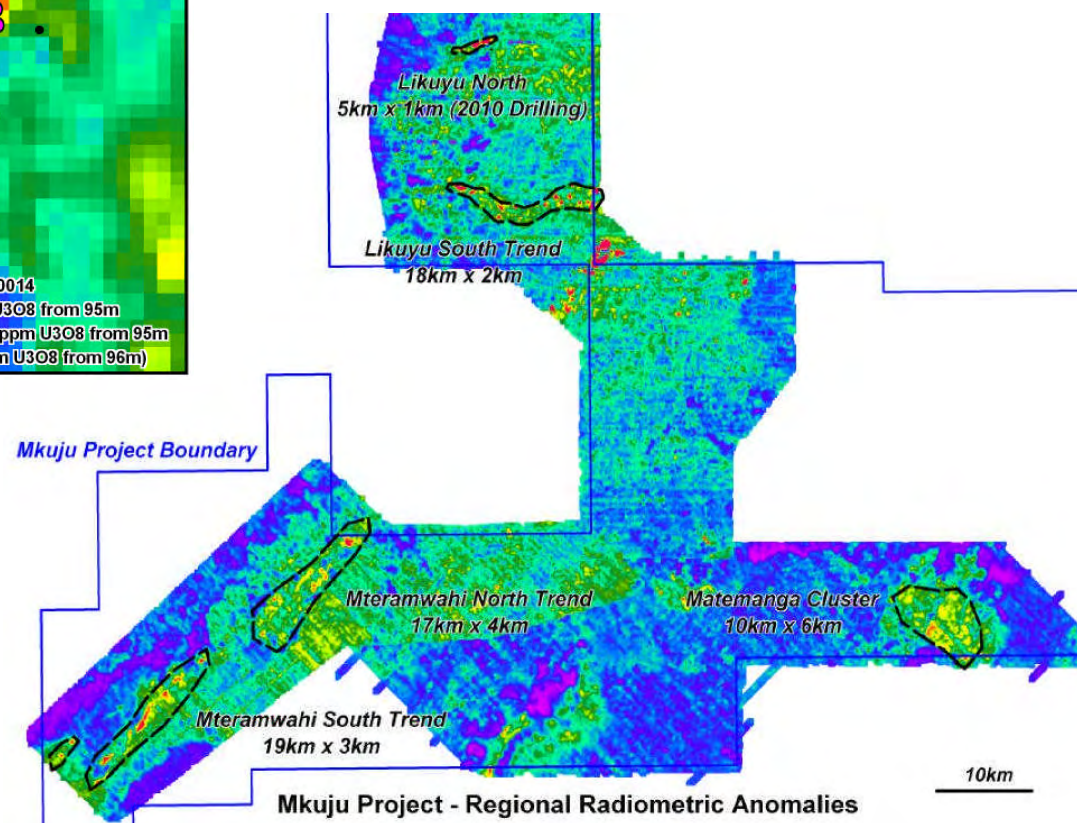 0014
U3O8 from 95m
ppm U3O8 from 95m
U3O8 from 96m)
Likuyu North
5km x 1km (2010 Drilling)
Likuyu South Trend
18km x 2km
Mkuju Project Boundary
Mteramwahi North Trend
17km x 4km
Matemanga Cluster
10km x 6km
Mteramwahi South Trend
19km x 3km
10km
Mkuju Project - Regional Radiometric Anomalies